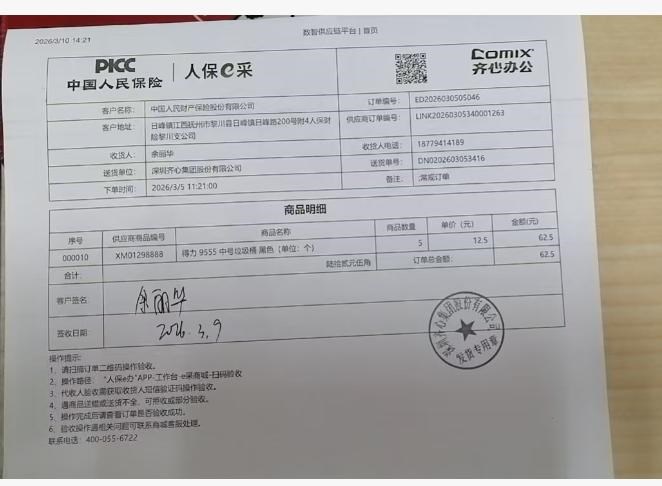 2026/3/10 14:21
数智供应链平台 | 首页
PICC
中国人民保险
人保e采
COMIX
齐心办公
客户名称: 中国人民财产保险股份有限公司
订单编号: ED2026030505046
客户地址: 日峰镇江西抚州市黎川县日峰镇日峰路200号附4人保财险黎川支公司
供应商订单编号: LINK20260305340001263
收货人: 余丽华
收货人电话: 18779414189
送货单位: 深圳齐心集团股份有限公司
送货单号: DN0202603053416
下单时间: 2026/3/5 11:21:00
备注: ;常规订单
商品明细
序号 供应商商品编号 商品名称 商品数量 单价(元) 金额(元)
000010 XM01298888 得力 9555 中号垃圾桶 黑色(单位:个) 5 12.5 62.5
合计: 陆拾贰元伍角 订单总金额: 62.5
客户签名: 余丽华
签收日期: 2026.3.9
深圳齐心集团股份有限公司
发货专用章
操作提示:
1、请扫描订单二维码操作验收。
2、操作路径: "人保e办"APP-工作台-e采商城-扫码验收
3、代收人验收需获取收货人短信验证码操作验收。
4、遇商品送错或送货不全,可拒收或部分验收。
5、操作完成后请查看订单是否验收成功。
6、验收操作遇相关问题可联系商城客服处理。
联系电话: 400-055-6722